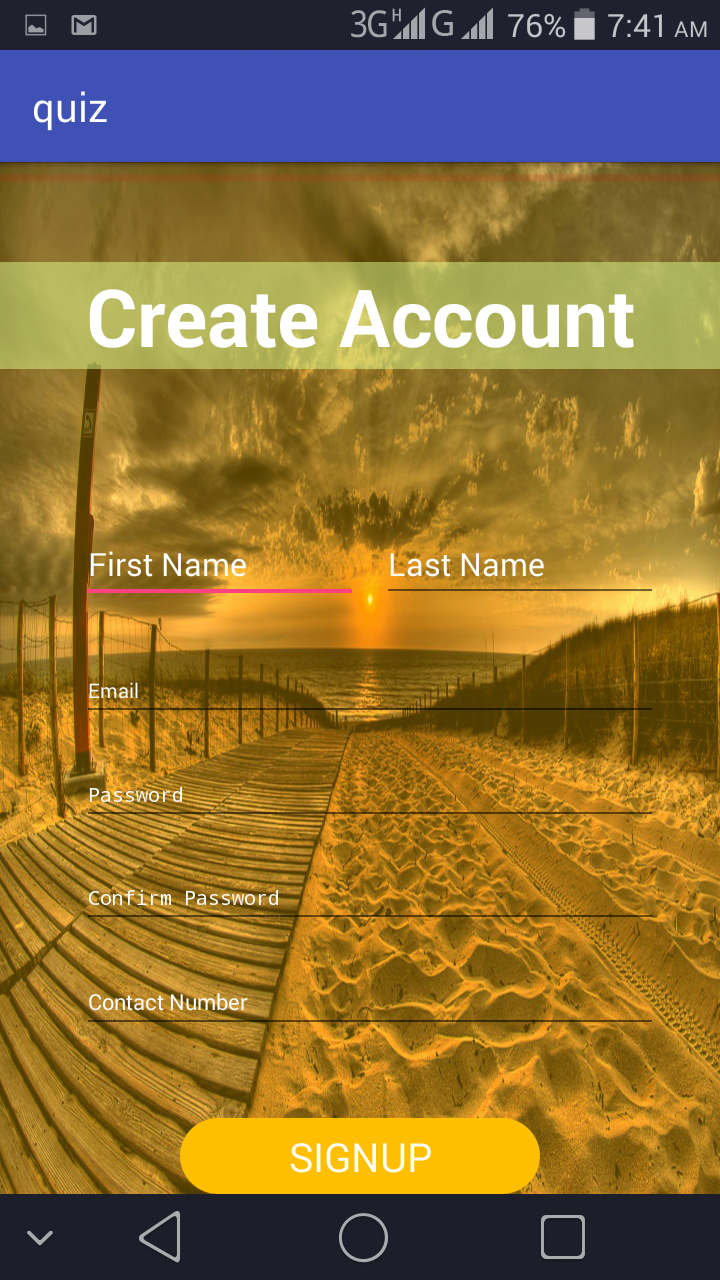 3G H G 76% 7:41 AM
quiz
Create Account
First Name Last Name
Email
Password
Confirm Password
Contact Number
SIGNUP